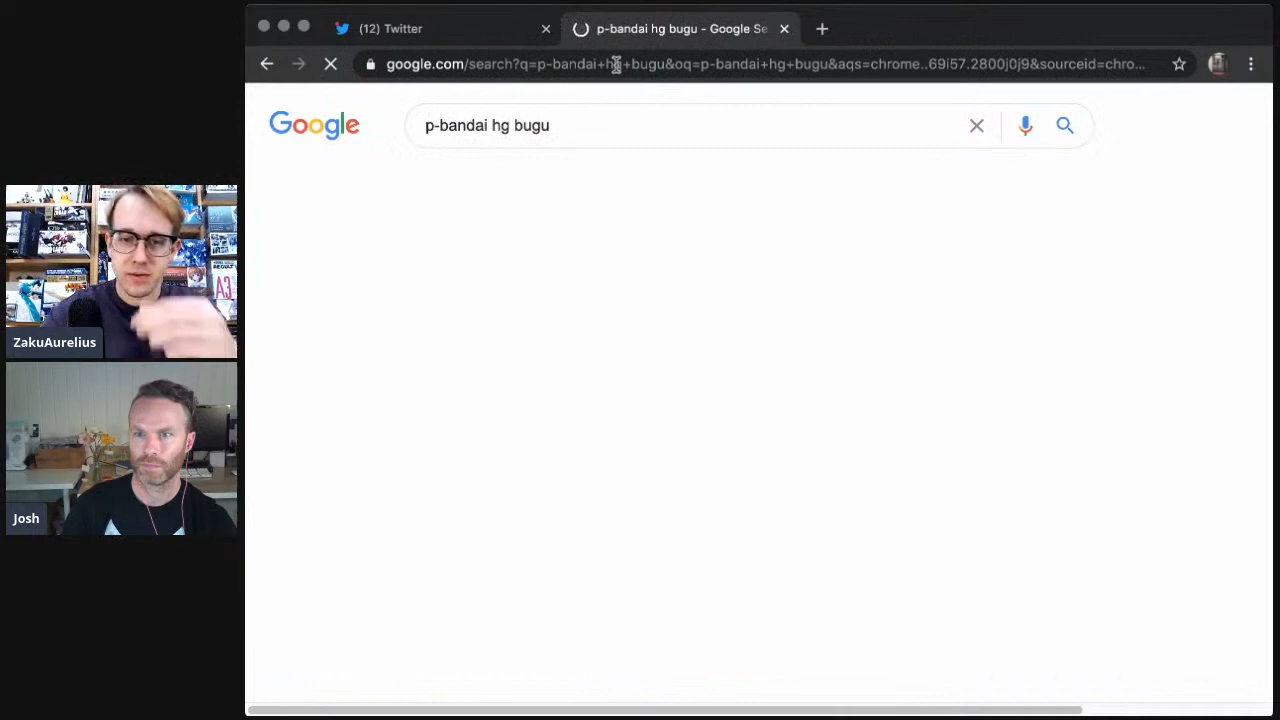 (12) Twitter
p-bandai hg bugu - Google Se
google.com/search?q=p-bandai+hg+bugu&oq=p-bandai+hg+bugu&aqs=chrome..69i57.2800j0j9&sourceid=chro...
Google
p-bandai hg bugu
A3
ZakuAurelius
Josh